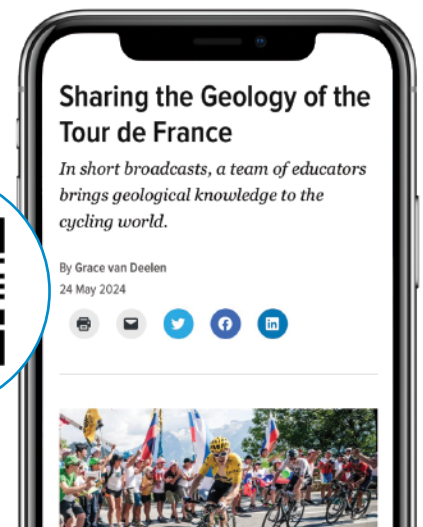 Sharing the Geology of the
Tour de France
In short broadcasts, a team of educators
brings geological knowledge to the
cycling world.
By Grace van Deelen
24 May 2024
in